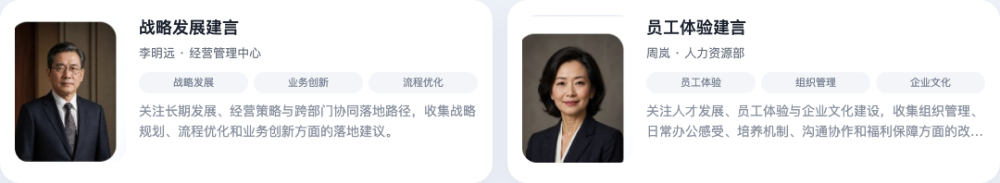 战略发展建言
李明远 · 经营管理中心
战略发展 业务创新 流程优化
关注长期发展、经营策略与跨部门协同落地路径，收集战略
规划、流程优化和业务创新方面的落地建议。
员工体验建言
周岚 · 人力资源部
员工体验 组织管理 企业文化
关注人才发展、员工体验与企业文化建设，收集组织管理、
日常办公感受、培养机制、沟通协作和福利保障方面的改...